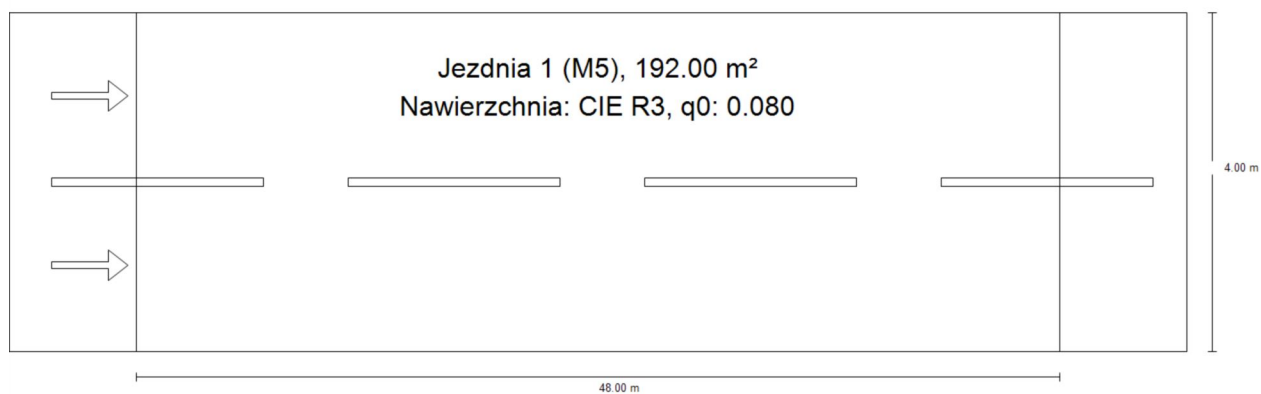 Jezdnia 1 (M5), 192.00 m²
Nawierzchnia: CIE R3, q0: 0.080
4.00 m
48.00 m